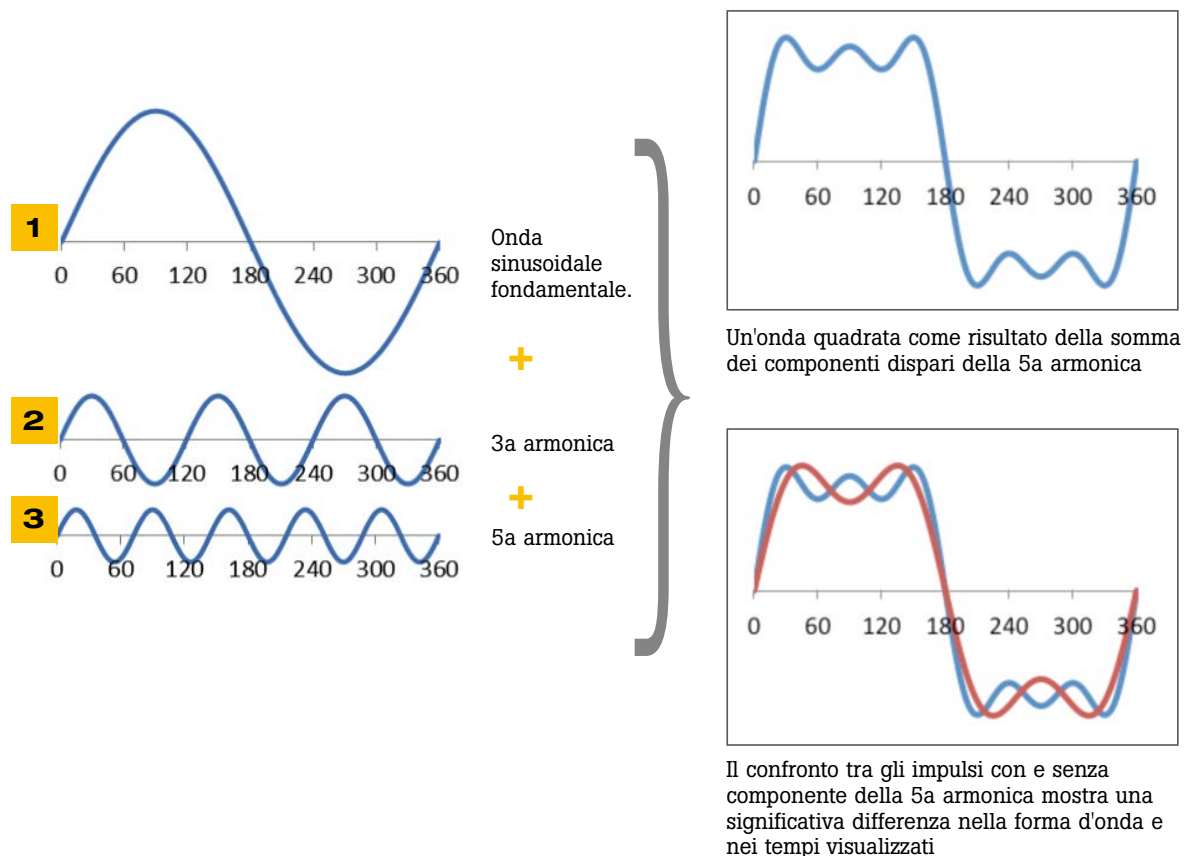 1
0 60 120 180 240 300 360
Onda
sinusoidale
fondamentale.
+
2
0 60 120 180 240 300 360
3a armonica
+
3
0 60 120 180 240 300 360
5a armonica
0 60 120 180 240 300 360
Un'onda quadrata come risultato della somma
dei componenti dispari della 5a armonica
0 60 120 180 240 300 360
Il confronto tra gli impulsi con e senza
componente della 5a armonica mostra una
significativa differenza nella forma d'onda e
nei tempi visualizzati